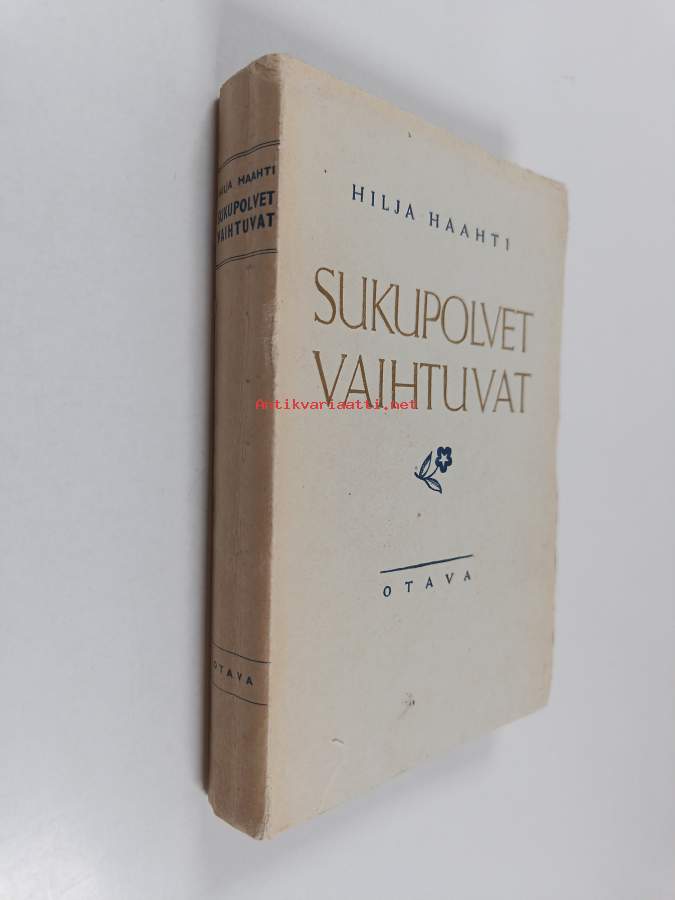 HILJA HAAHTI
SUKUPOLVET
VAIHTUVAT
OTAVA
HILJA HAAHTI
SUKUPOLVET
VAIHTUVAT
OTAVA
Antikvariaatti.net